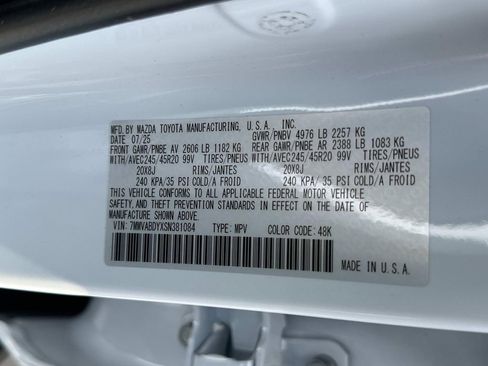 MFD. BY MAZDA TOYOTA MANUFACTURING, U.S.A., INC.
DATE 07/25 GVWR/PNBV 4976 LB 2257 KG
FRONT GAWR/PNBE AV 2606 LB 1182 KG REAR GAWR/PNBE AR 2388 LB 1083 KG
WITH/AVEC245/45R20 99V TIRES/PNEUS WITH/AVEC245/45R20 99V TIRES/PNEUS
20X8J RIMS/JANTES 20X8J RIMS/JANTES
240 KPA/35 PSI COLD/A FROID 240 KPA/35 PSI COLD/A FROID
THIS VEHICLE CONFORMS TO ALL APPLICABLE FEDERAL MOTOR VEHICLE
SAFETY, AND THEFT PREVENTION STANDARDS IN EFFECT ON THE DATE OF
MANUFACTURE SHOWN ABOVE.
VIN: 7MMVABDYXSN381084 TYPE: MPV COLOR CODE: 48K
MADE IN U.S.A.